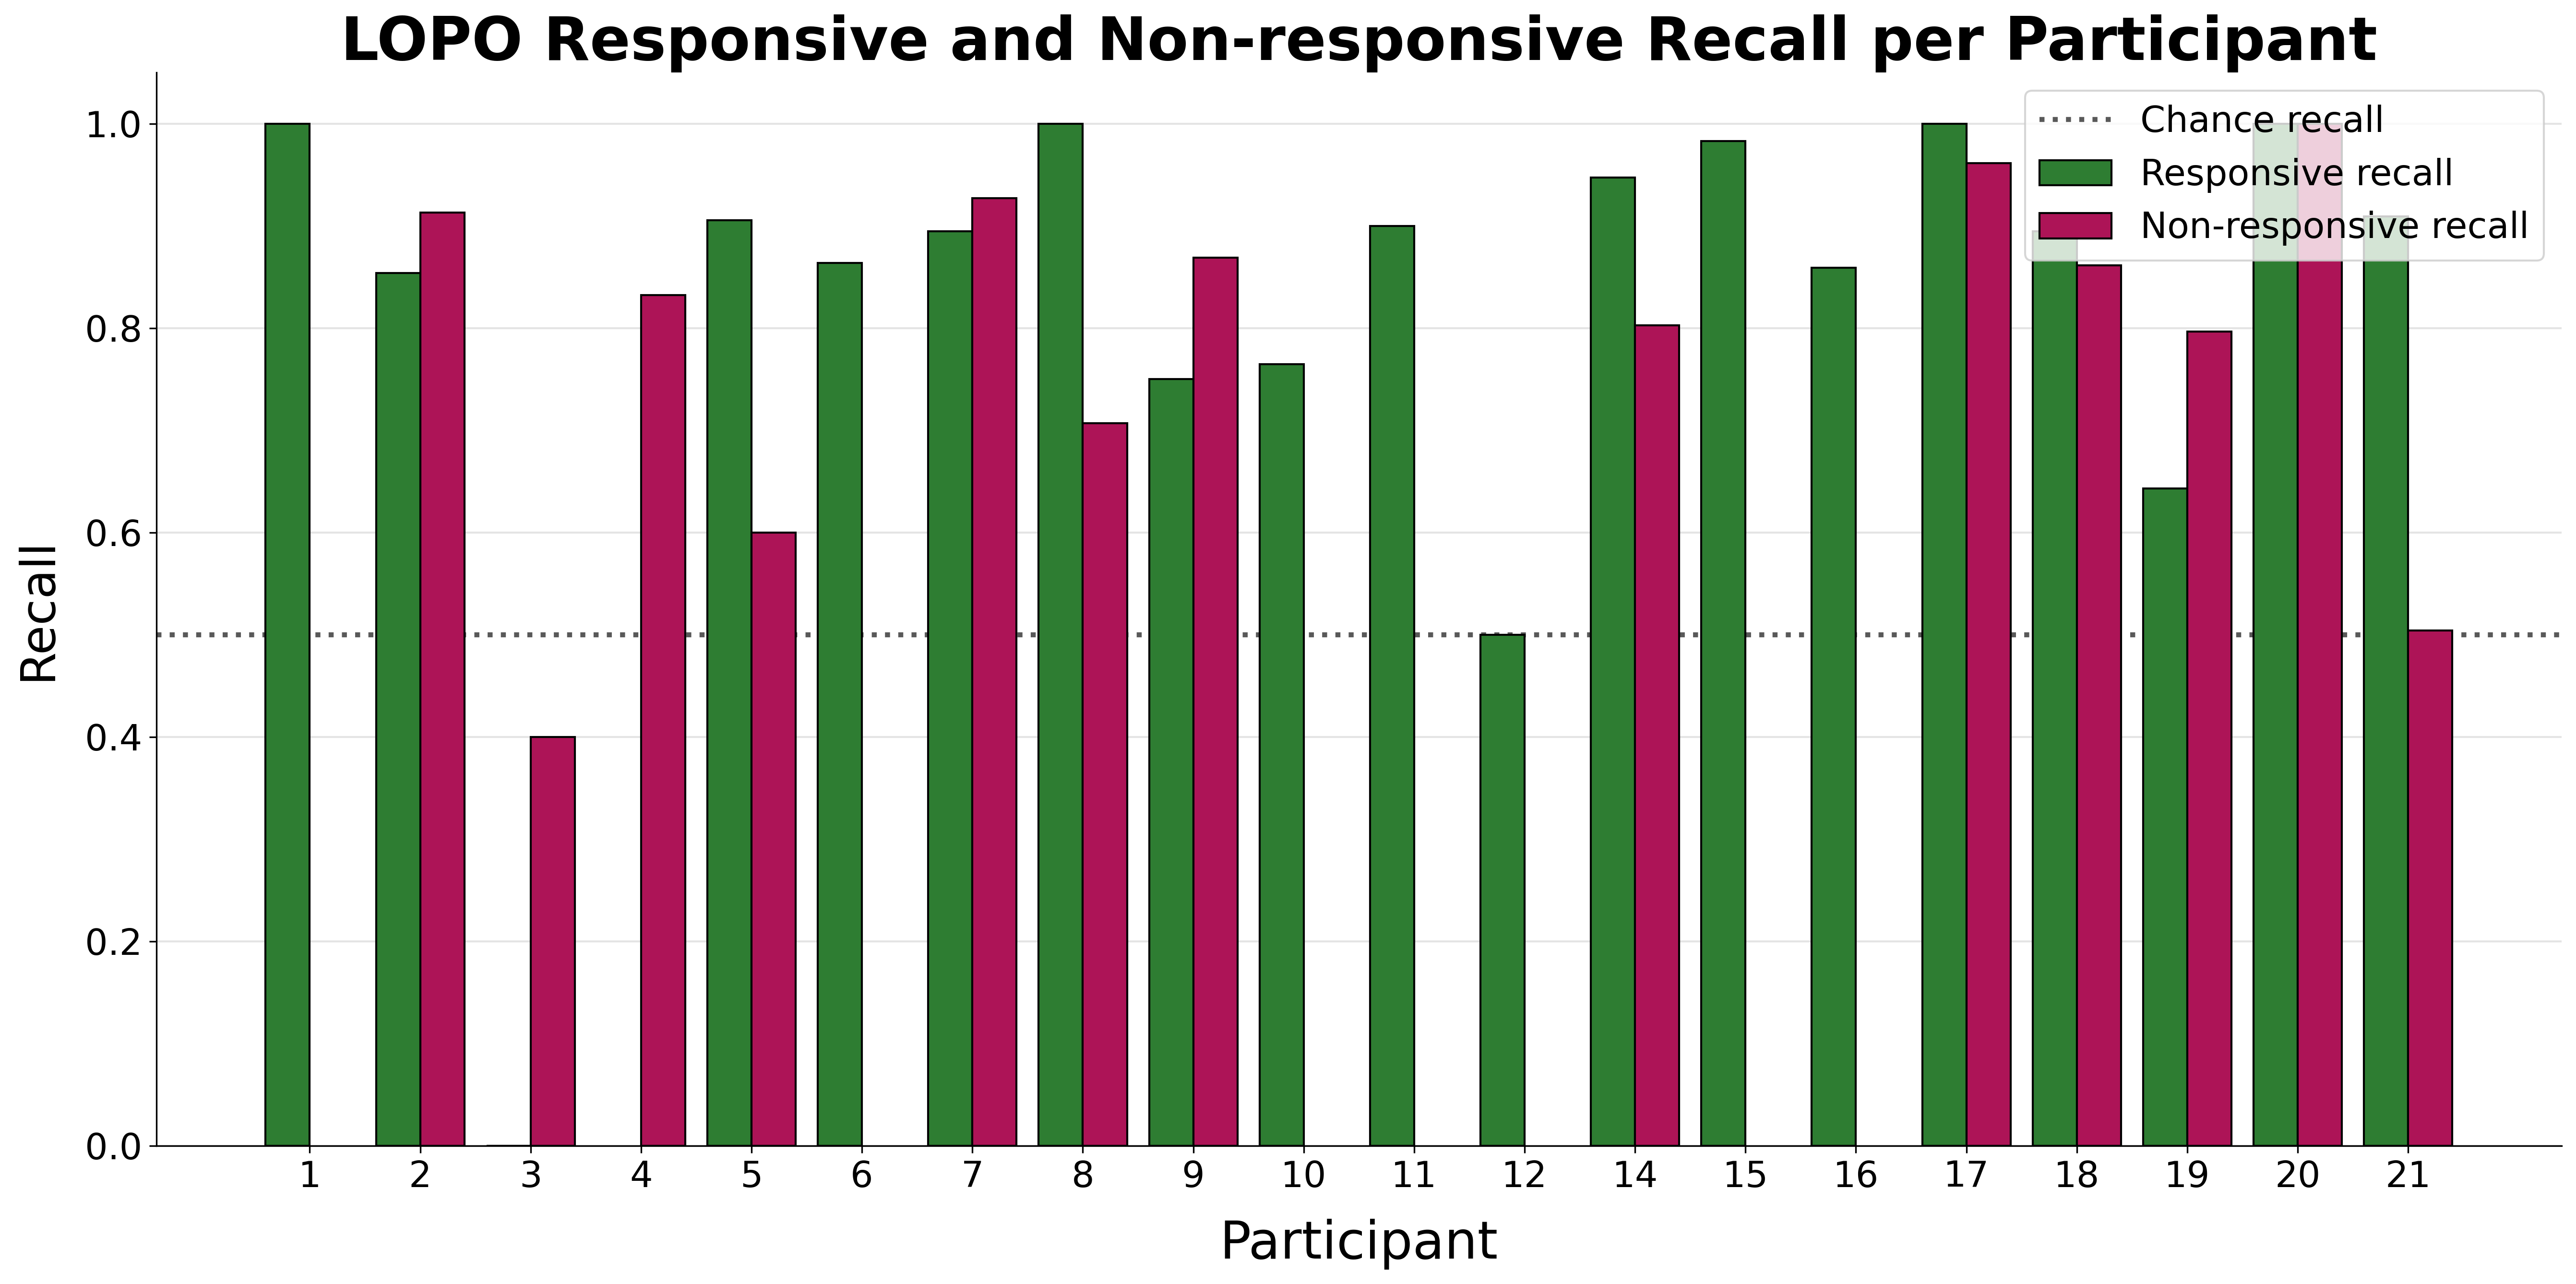 LOPO Responsive and Non-responsive Recall per Participant
Chance recall
Responsive recall
Non-responsive recall
Recall
1.0
0.8
0.6
0.4
0.2
0.0
1 2 3 4 5 6 7 8 9 10 11 12 14 15 16 17 18 19 20 21
Participant